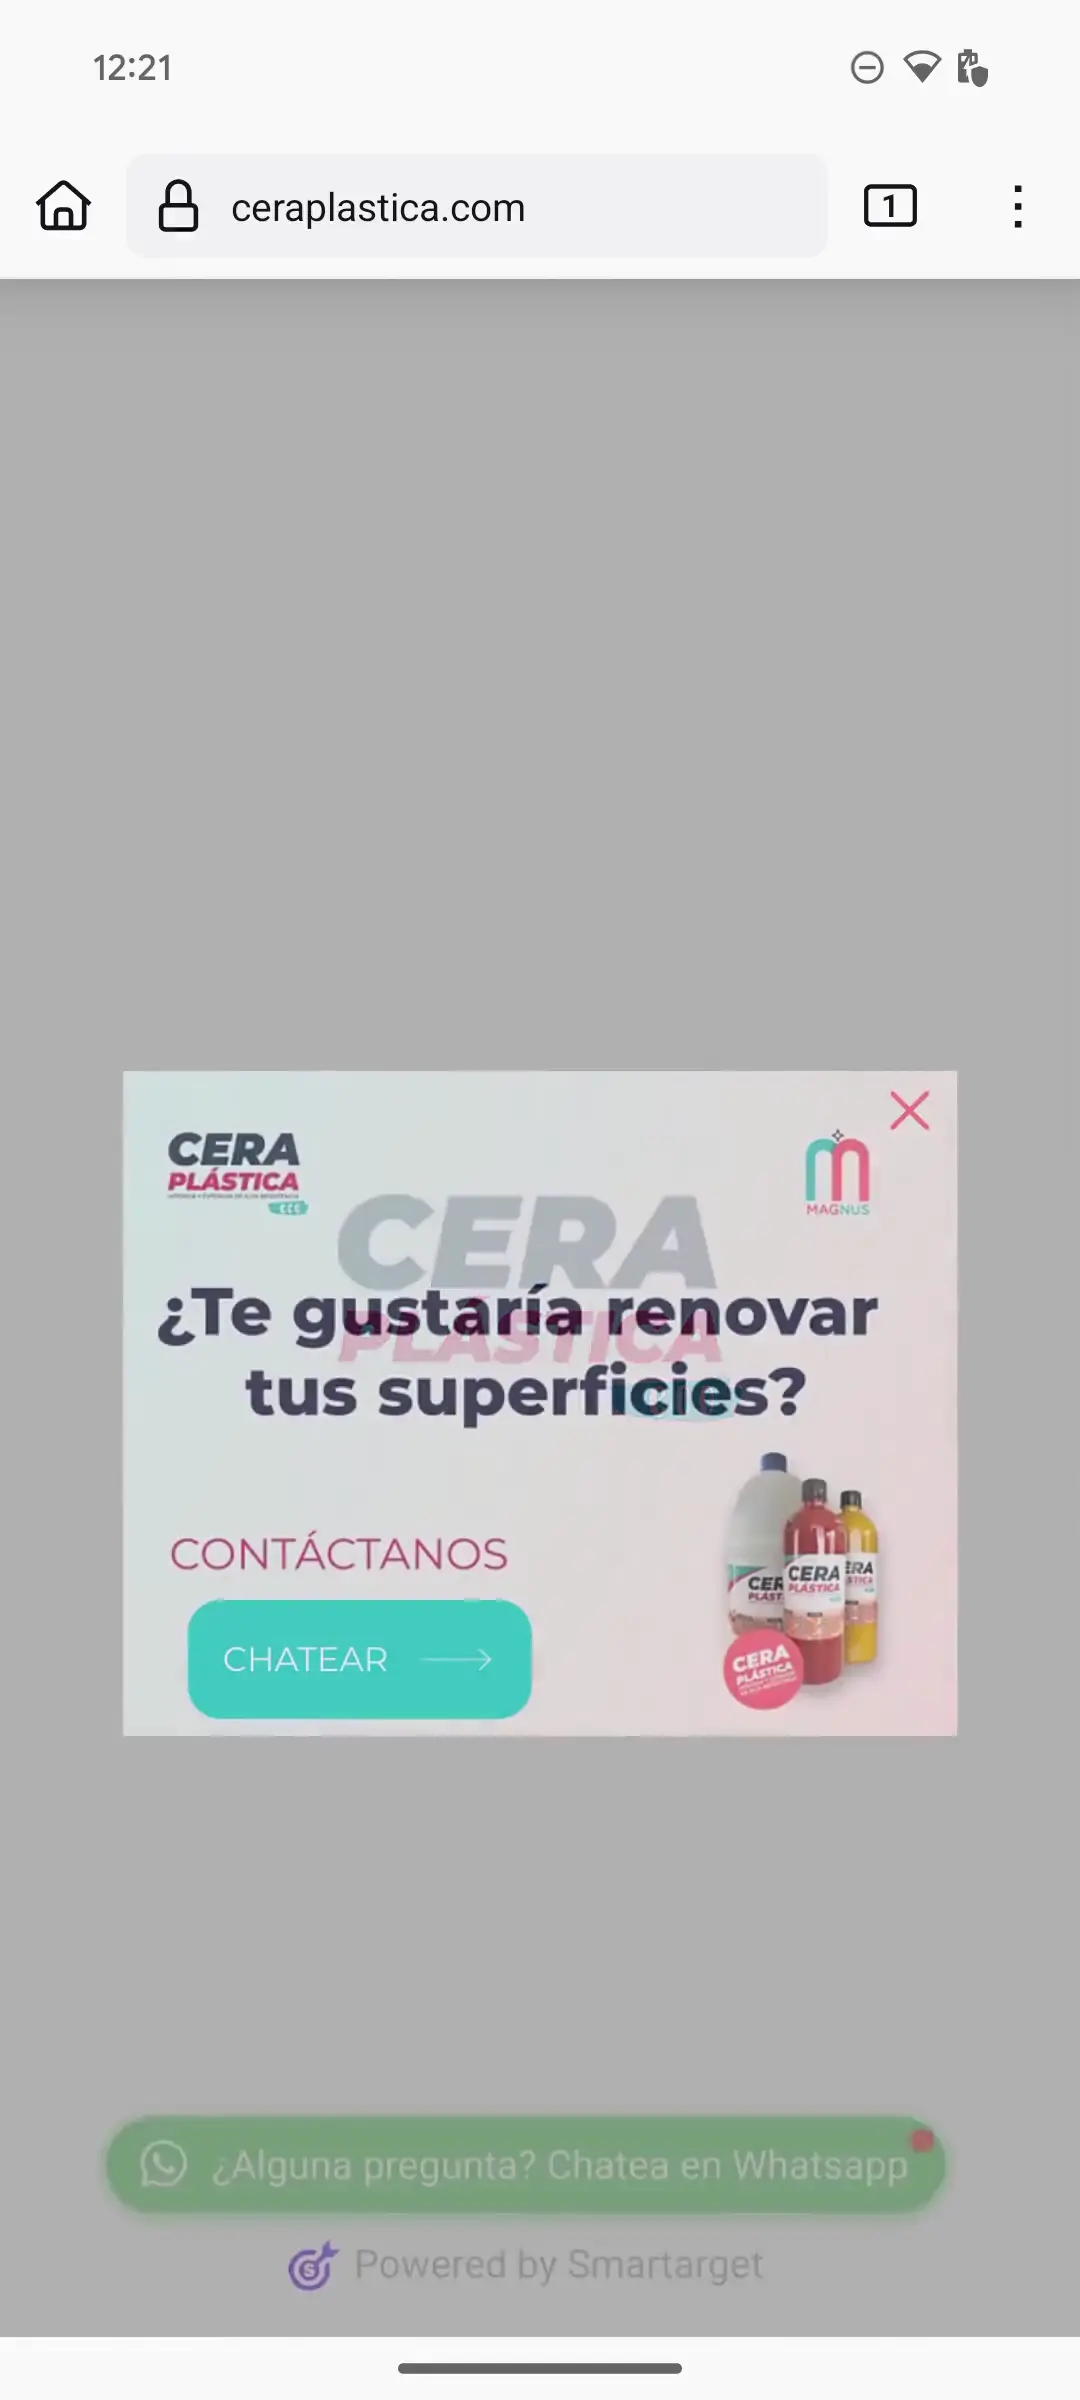 12:21
ceraplastica.com
1
CERA
PLÁSTICA
MAGNUS
CERA
PLÁSTICA
¿Te gustaría renovar
tus superficies?
CONTÁCTANOS
CHATEAR
CERA
PLÁSTICA
CERA
PLÁSTICA
¿Alguna pregunta? Chatea en Whatsapp
Powered by Smartarget